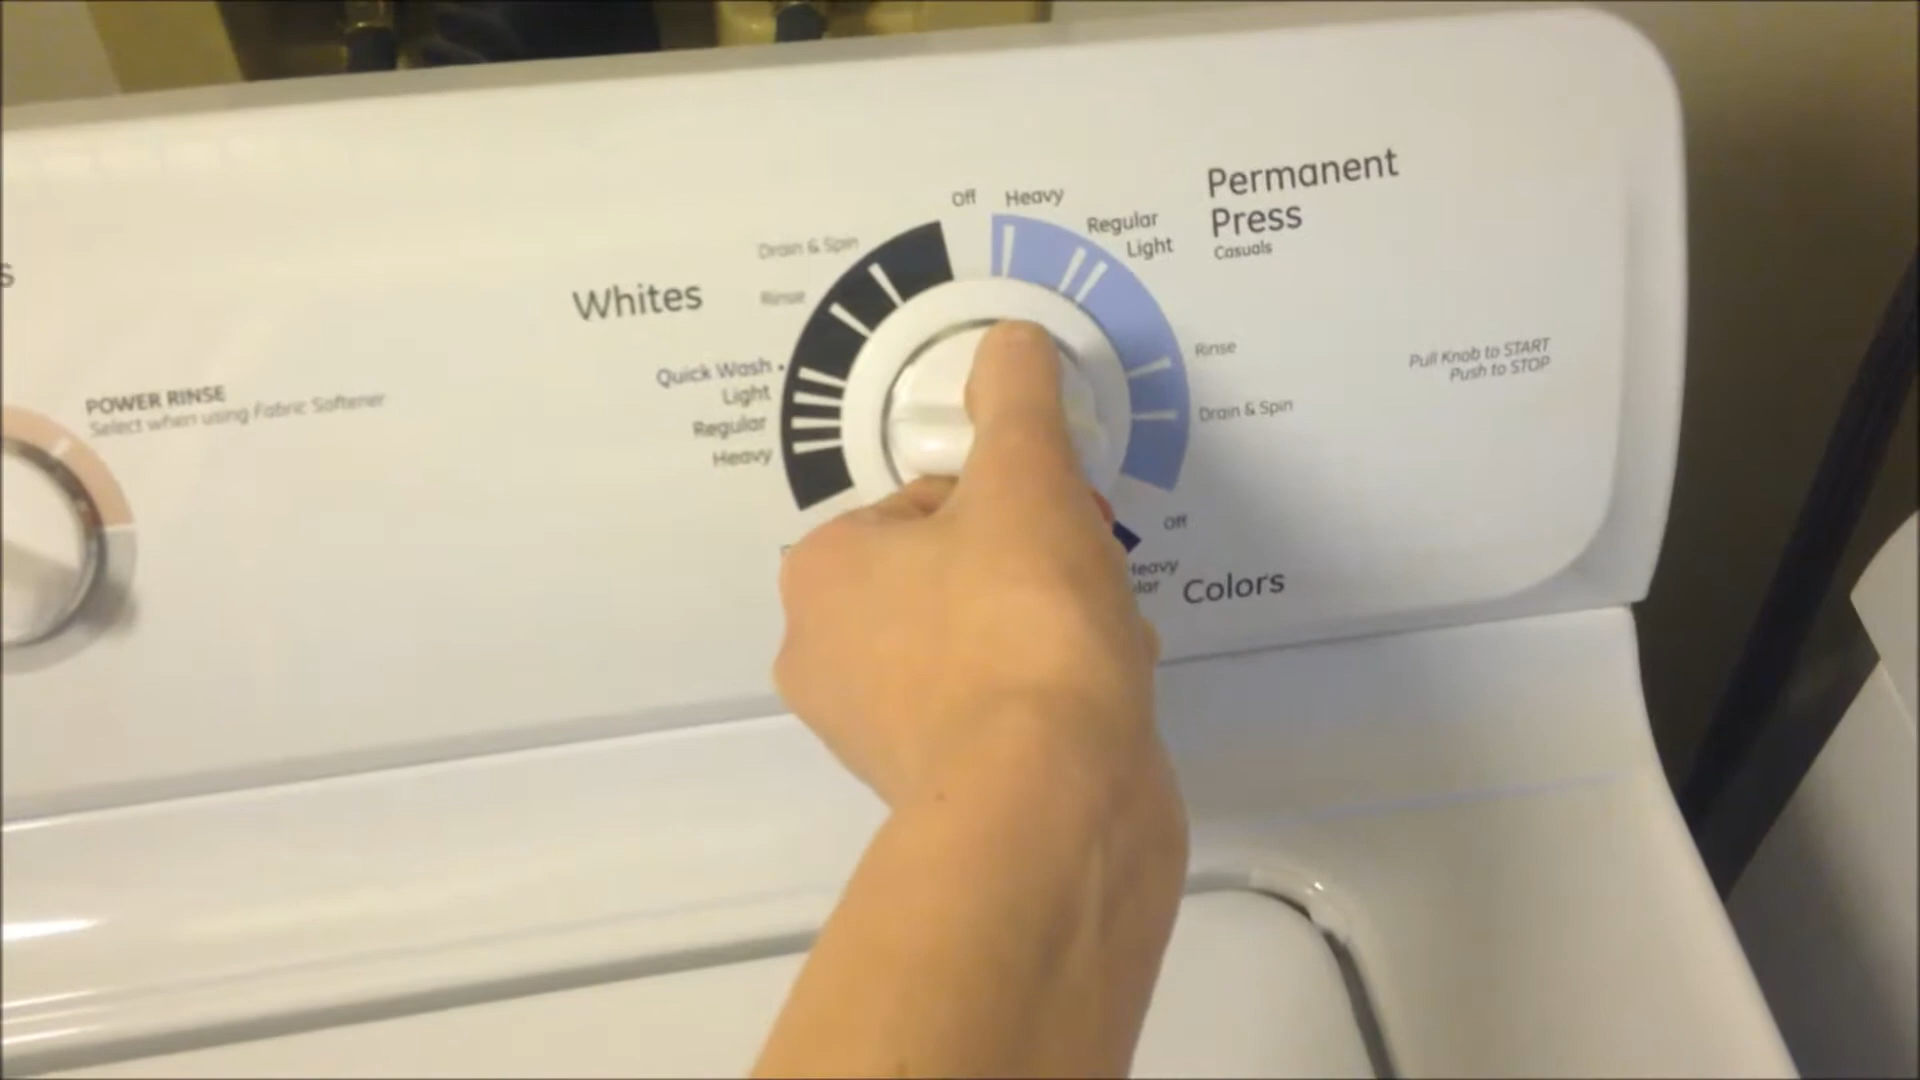 s
POWER RINSE
Select when using Fabric Softener
Whites
Drain & Spin
Rinse
Quick Wash
Light
Regular
Heavy
Off
Heavy
Regular
Light
Permanent
Press
Casuals
Rinse
Drain & Spin
Pull Knob to START
Push to STOP
Off
Heavy
Colors